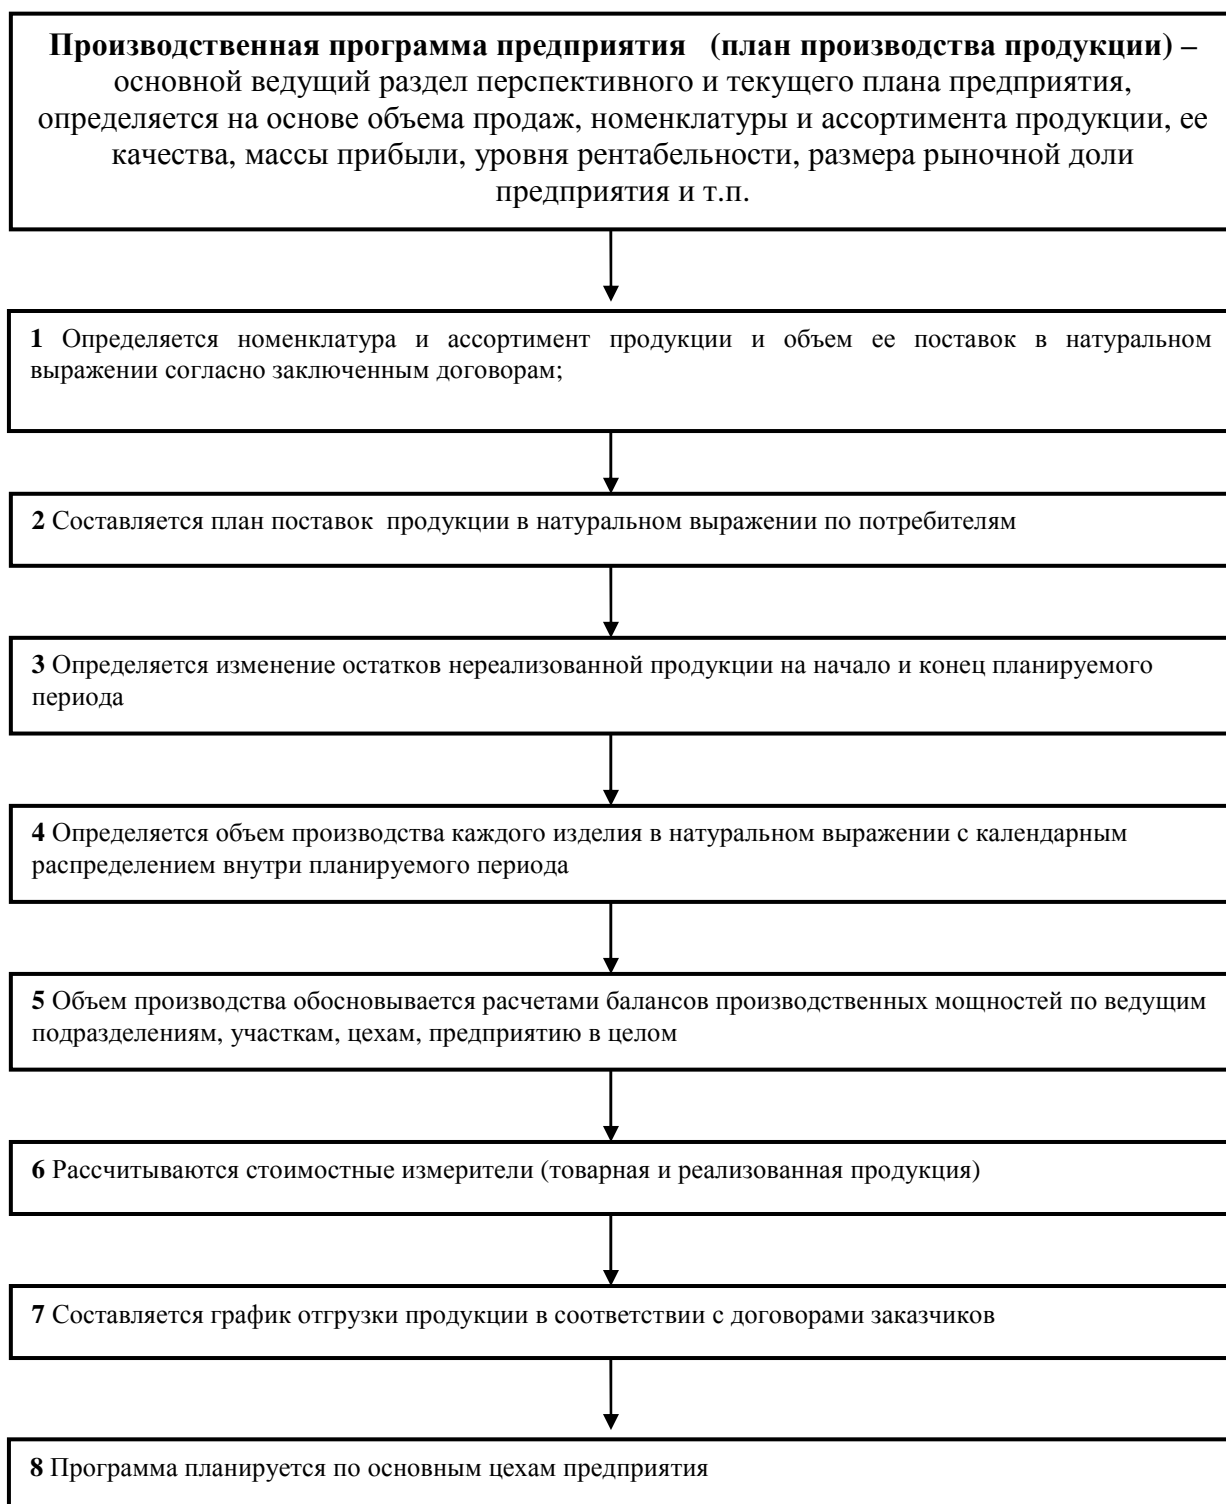 Производственная программа предприятия (план производства продукции) –
основной ведущий раздел перспективного и текущего плана предприятия,
определяется на основе объема продаж, номенклатуры и ассортимента продукции, ее
качества, массы прибыли, уровня рентабельности, размера рыночной доли
предприятия и т.п.
1 Определяется номенклатура и ассортимент продукции и объем ее поставок в натуральном
выражении согласно заключенным договорам;
2 Составляется план поставок продукции в натуральном выражении по потребителям
3 Определяется изменение остатков нереализованной продукции на начало и конец планируемого
периода
4 Определяется объем производства каждого изделия в натуральном выражении с календарным
распределением внутри планируемого периода
5 Объем производства обосновывается расчетами балансов производственных мощностей по ведущим
подразделениям, участкам, цехам, предприятию в целом
6 Рассчитываются стоимостные измерители (товарная и реализованная продукция)
7 Составляется график отгрузки продукции в соответствии с договорами заказчиков
8 Программа планируется по основным цехам предприятия